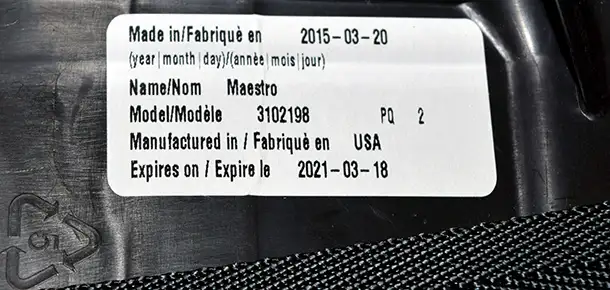 Made in/Fabriquè en 2015-03-20
(year|month|day)/(annèe|mois|jour)
Name/Nom Maestro
Model/Modèle 3102198 PQ 2
Manufactured in / Fabriquè en USA
Expires on / Expire le 2021-03-18
5